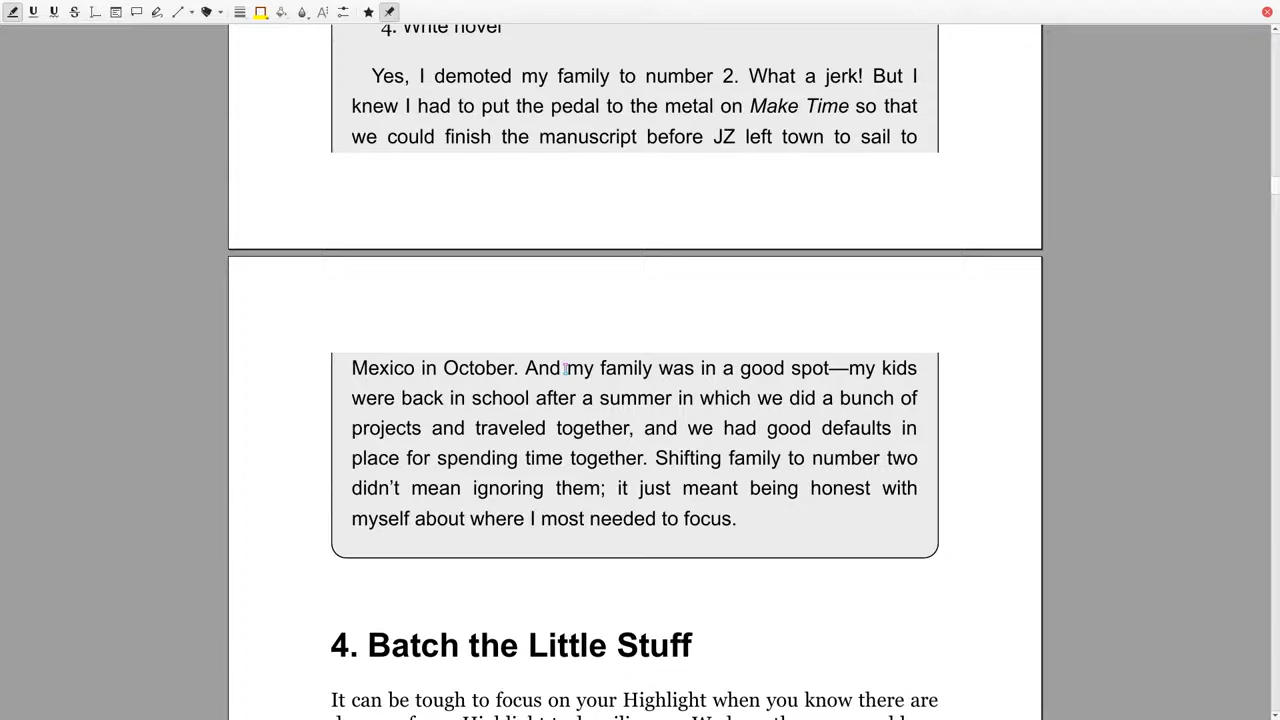 4. Write novel
Yes, I demoted my family to number 2. What a jerk! But I
knew I had to put the pedal to the metal on Make Time so that
we could finish the manuscript before JZ left town to sail to
Mexico in October. And my family was in a good spot—my kids
were back in school after a summer in which we did a bunch of
projects and traveled together, and we had good defaults in
place for spending time together. Shifting family to number two
didn’t mean ignoring them; it just meant being honest with
myself about where I most needed to focus.
4. Batch the Little Stuff
It can be tough to focus on your Highlight when you know there are